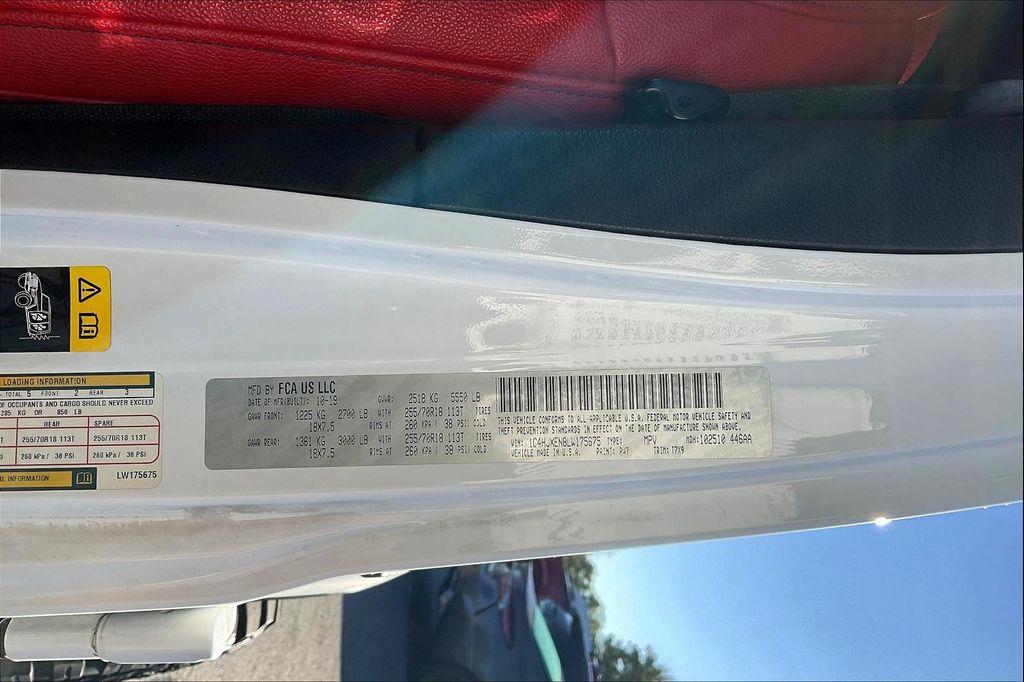 LOADING INFORMATION
TOTAL 5 FRONT 2 REAR 3
OF OCCUPANTS AND CARGO SHOULD NEVER EXCEED
385 KG OR 850 LB
REAR SPARE
255/70R18 113T 255/70R18 113T
260 kPa / 38 PSI 260 kPa / 38 PSI
LW175675
AL INFORMATION
MFD BY FCA US LLC
DATE OF MFR(BUILT): 10-19 GVWR: 2518 KG 5550 LB
GAWR FRONT: 1225 KG 2700 LB WITH 255/70R18 113T TIRES
18X7.5 RIMS AT 260 KPA ( 38 PSI) COLD
GAWR REAR: 1361 KG 3000 LB WITH 255/70R18 113T TIRES
18x7.5 RIMS AT 260 KPA ( 38 PSI) COLD
THIS VEHICLE CONFORMS TO ALL APPLICABLE U.S.A. FEDERAL MOTOR VEHICLE SAFETY AND
THEFT PREVENTION STANDARDS IN EFFECT ON THE DATE OF MANUFACTURE SHOWN ABOVE.
VIN: 1C4HJXEN8LW175675 TYPE: MPV MDH: 102510 446AA
VEHICLE MADE IN U.S.A. PAINT: PW7 TRIM: T7X9